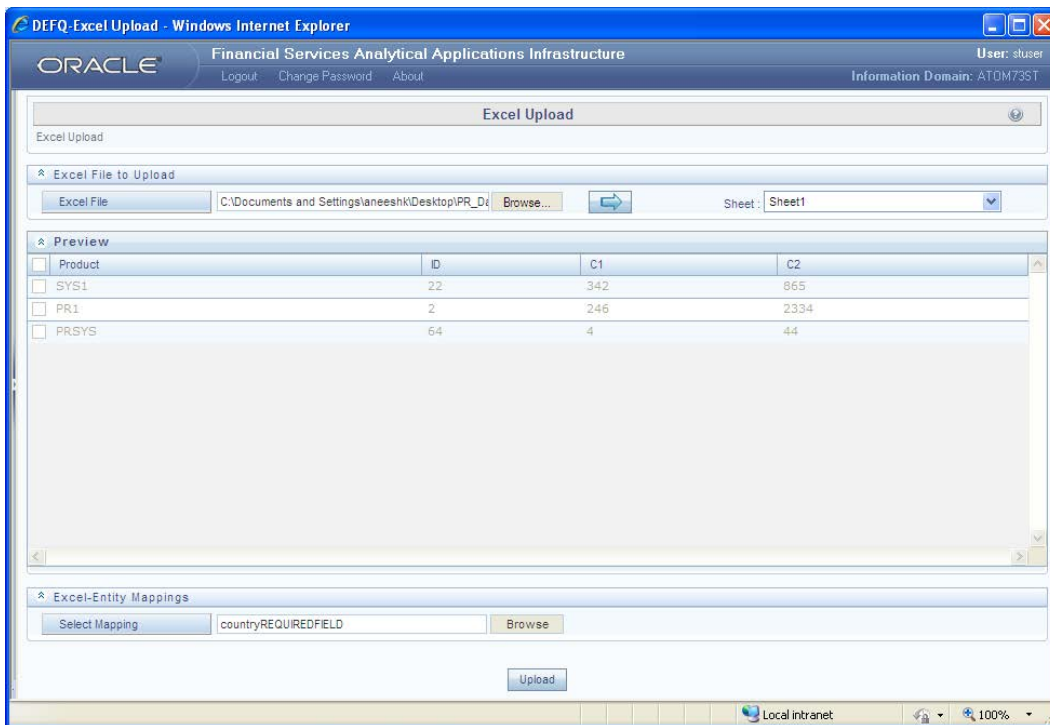 DEFQ-Excel Upload - Windows Internet Explorer
ORACLE
Financial Services Analytical Applications Infrastructure
User: stuser
Logout Change Password About
Information Domain: ATOM73ST
Excel Upload
Excel Upload
Excel File to Upload
Excel File C:\Documents and Settings\aneeshk\Desktop\PR_Da Browse... Sheet : Sheet1
Preview
Product ID C1 C2
SYS1 22 342 865
PR1 2 246 2334
PRSYS 64 4 44
Excel-Entity Mappings
Select Mapping countryREQUIREDFIELD Browse
Upload
Local intranet 100%